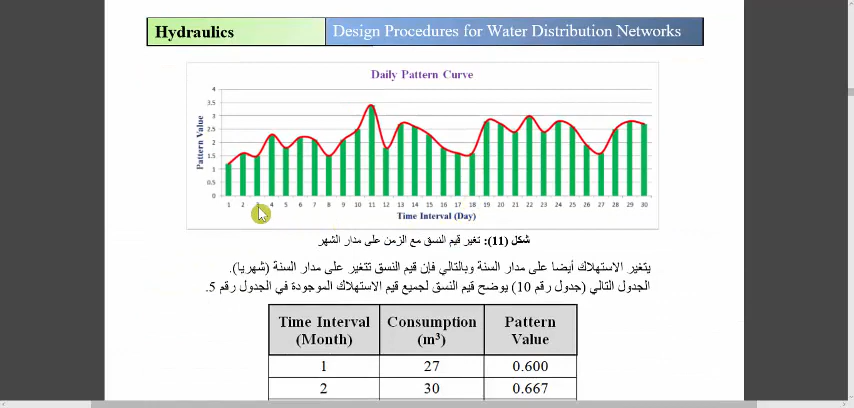 Hydraulics
Design Procedures for Water Distribution Networks
Daily Pattern Curve
Pattern Value
4
3.5
3
2.5
2
1.5
1
0.5
0
1 2 3 4 5 6 7 8 9 10 11 12 13 14 15 16 17 18 19 20 21 22 23 24 25 26 27 28 29 30
Time Interval (Day)
شكل (11): تغير قيم النسق مع الزمن على مدار الشهر
يتغير الاستهلاك أيضا على مدار السنة وبالتالي فإن قيم النسق تتغير على مدار السنة (شهريا).
الجدول التالي (جدول رقم 10) يوضح قيم النسق لجميع قيم الاستهلاك الموجودة في الجدول رقم 5.
Time Interval (Month) Consumption (m³) Pattern Value
1 27 0.600
2 30 0.667